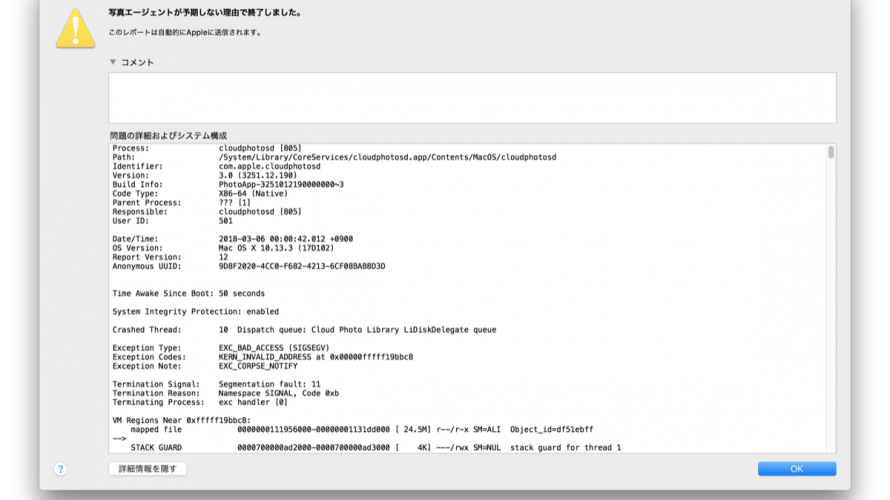 写真エージェントが予期しない理由で終了しました。
このレポートは自動的にAppleに送信されます。
▼ コメント
問題の詳細およびシステム構成
Process: cloudphotosd [805]
Path: /System/Library/CoreServices/cloudphotosd.app/Contents/MacOS/cloudphotosd
Identifier: com.apple.cloudphotosd
Version: 3.0 (3251.12.190)
Build Info: PhotoApp-3251012190000000~3
Code Type: X86-64 (Native)
Parent Process: ??? [1]
Responsible: cloudphotosd [805]
User ID: 501
Date/Time: 2018-03-06 00:00:42.012 +0900
OS Version: Mac OS X 10.13.3 (17D102)
Report Version: 12
Anonymous UUID: 9D8F2020-4CC0-F682-4213-6CF08BAB8D3D
Time Awake Since Boot: 50 seconds
System Integrity Protection: enabled
Crashed Thread: 10 Dispatch queue: Cloud Photo Library LiDiskDelegate queue
Exception Type: EXC_BAD_ACCESS (SIGSEGV)
Exception Codes: KERN_INVALID_ADDRESS at 0x00000fffff19bbc8
Exception Note: EXC_CORPSE_NOTIFY
Termination Signal: Segmentation fault: 11
Termination Reason: Namespace SIGNAL, Code 0xb
Terminating Process: exc handler [0]
VM Regions Near 0xfffff19bbc8:
mapped file 0000000111956000-00000001131dd000 [ 24.5M] r--/r-x SM=ALI Object_id=df51ebff
-->
STACK GUARD 0000700000ad2000-0000700000ad3000 [ 4K] ---/rwx SM=NUL stack guard for thread 1
? 詳細情報を隠す OK